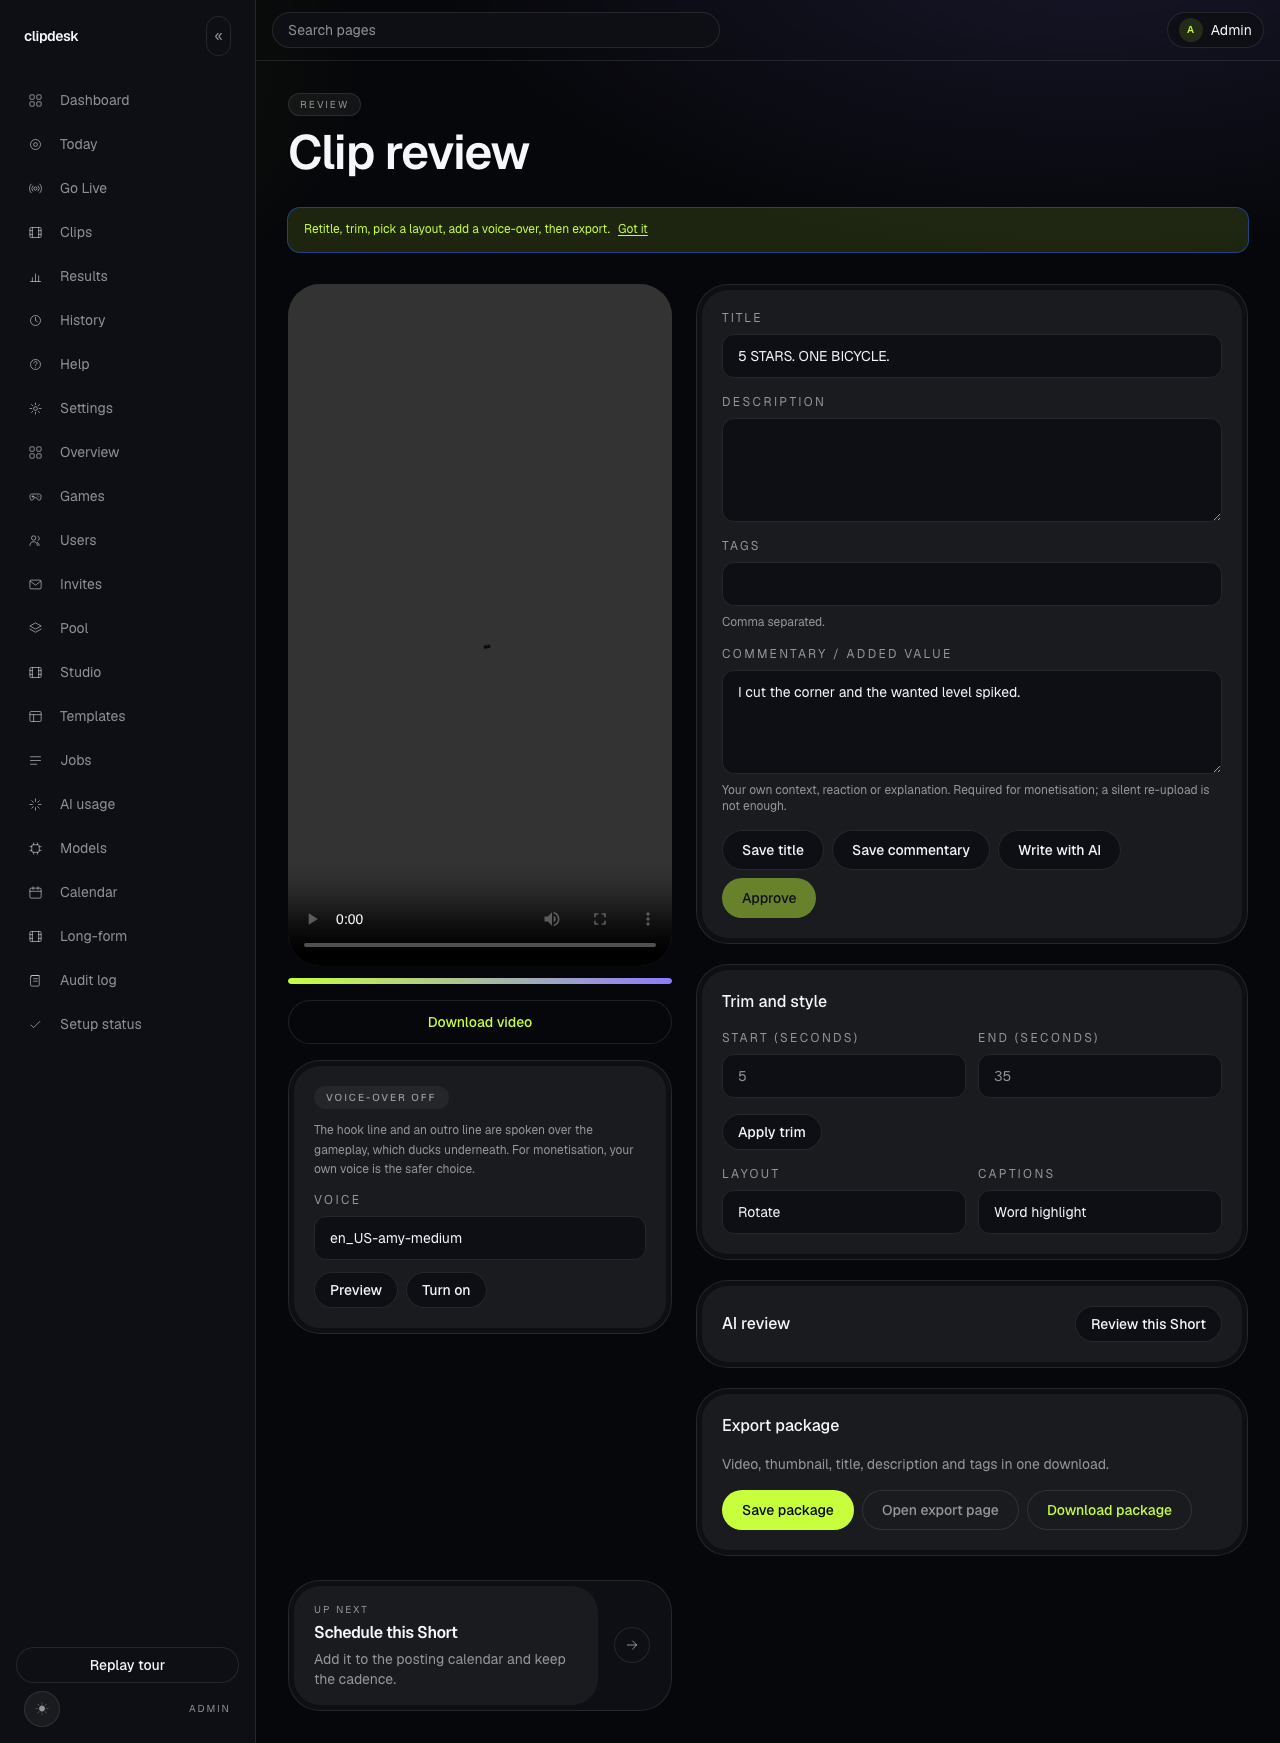 clipdesk
«
Dashboard
Today
Go Live
Clips
Results
History
Help
Settings
Overview
Games
Users
Invites
Pool
Studio
Templates
Jobs
AI usage
Models
Calendar
Long-form
Audit log
Setup status
Replay tour
ADMIN
Search pages
A Admin
REVIEW
Clip review
Retitle, trim, pick a layout, add a voice-over, then export. Got it
0:00
Download video
VOICE-OVER OFF
The hook line and an outro line are spoken over the
gameplay, which ducks underneath. For monetisation, your
own voice is the safer choice.
VOICE
en_US-amy-medium
Preview Turn on
TITLE
5 STARS. ONE BICYCLE.
DESCRIPTION
TAGS
Comma separated.
COMMENTARY / ADDED VALUE
I cut the corner and the wanted level spiked.
Your own context, reaction or explanation. Required for monetisation; a silent re-upload is
not enough.
Save title Save commentary Write with AI
Approve
Trim and style
START (SECONDS) END (SECONDS)
5 35
Apply trim
LAYOUT CAPTIONS
Rotate Word highlight
AI review Review this Short
Export package
Video, thumbnail, title, description and tags in one download.
Save package Open export page Download package
UP NEXT
Schedule this Short
Add it to the posting calendar and keep
the cadence.